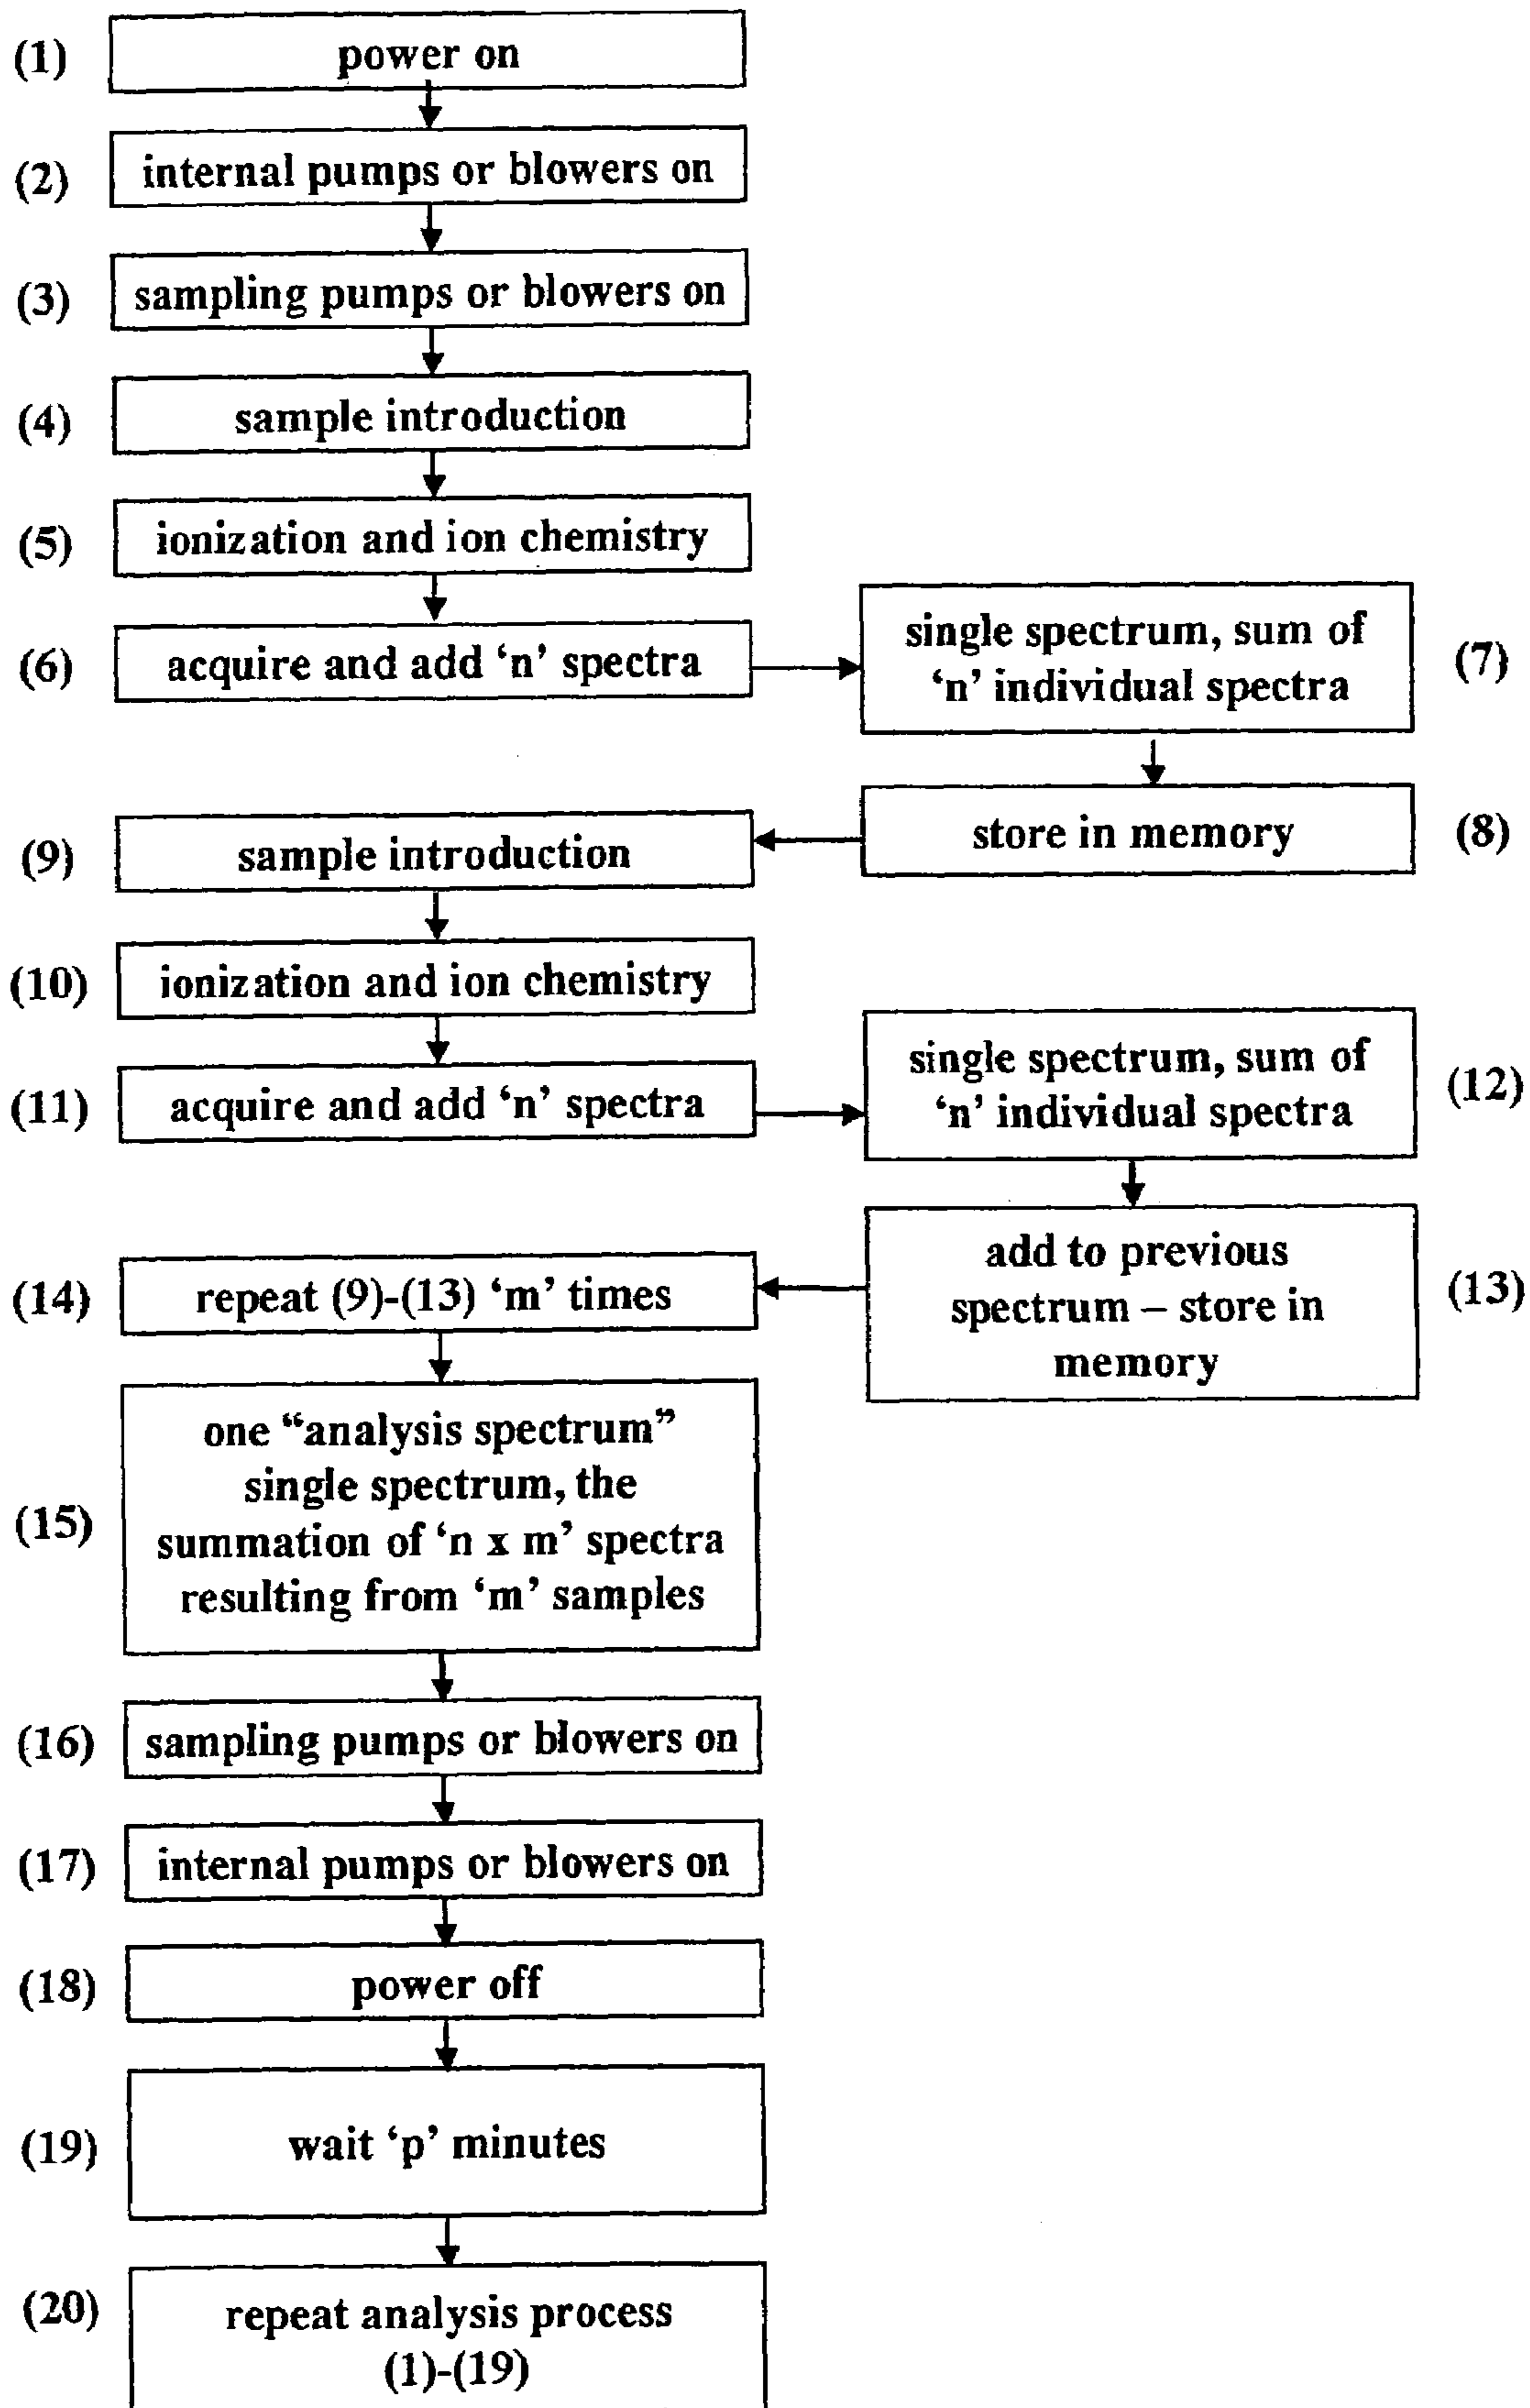 (1) power on
(2) internal pumps or blowers on
(3) sampling pumps or blowers on
(4) sample introduction
(5) ionization and ion chemistry
(6) acquire and add ‘n’ spectra
single spectrum, sum of
‘n’ individual spectra
(7)
store in memory
(8)
(9) sample introduction
(10) ionization and ion chemistry
(11) acquire and add ‘n’ spectra
single spectrum, sum of
‘n’ individual spectra
(12)
add to previous
spectrum – store in
memory
(13)
(14) repeat (9)-(13) ‘m’ times
(15)
one “analysis spectrum”
single spectrum, the
summation of ‘n x m’ spectra
resulting from ‘m’ samples
(16) sampling pumps or blowers on
(17) internal pumps or blowers on
(18) power off
(19) wait ‘p’ minutes
(20) repeat analysis process
(1)-(19)